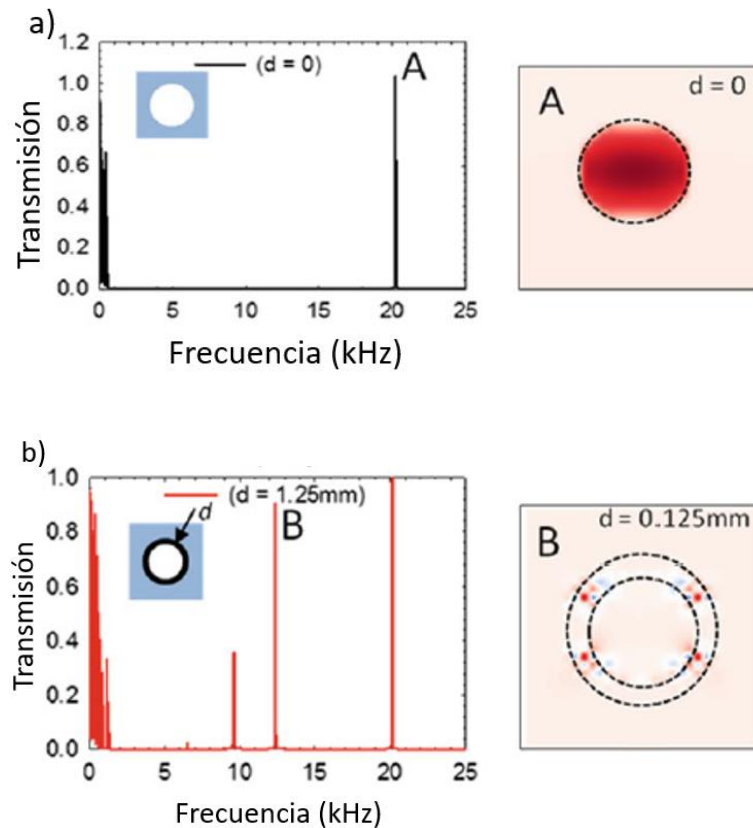 a)
1.2
1.0
0.8
0.6
0.4
0.2
0.0
(d = 0)
A
0 5 10 15 20 25
Transmisión
Frecuencia (kHz)
A
d = 0
b)
1.0
0.8
0.6
0.4
0.2
0.0
(d = 1.25mm)
d
B
0 5 10 15 20 25
Transmisión
Frecuencia (kHz)
B
d = 0.125mm